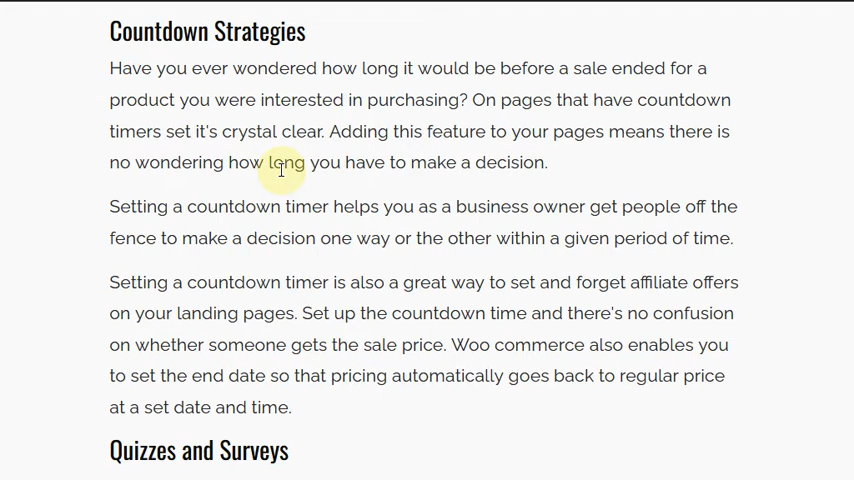 Countdown Strategies
Have you ever wondered how long it would be before a sale ended for a
product you were interested in purchasing? On pages that have countdown
timers set it's crystal clear. Adding this feature to your pages means there is
no wondering how long you have to make a decision.
Setting a countdown timer helps you as a business owner get people off the
fence to make a decision one way or the other within a given period of time.
Setting a countdown timer is also a great way to set and forget affiliate offers
on your landing pages. Set up the countdown time and there's no confusion
on whether someone gets the sale price. Woo commerce also enables you
to set the end date so that pricing automatically goes back to regular price
at a set date and time.
Quizzes and Surveys